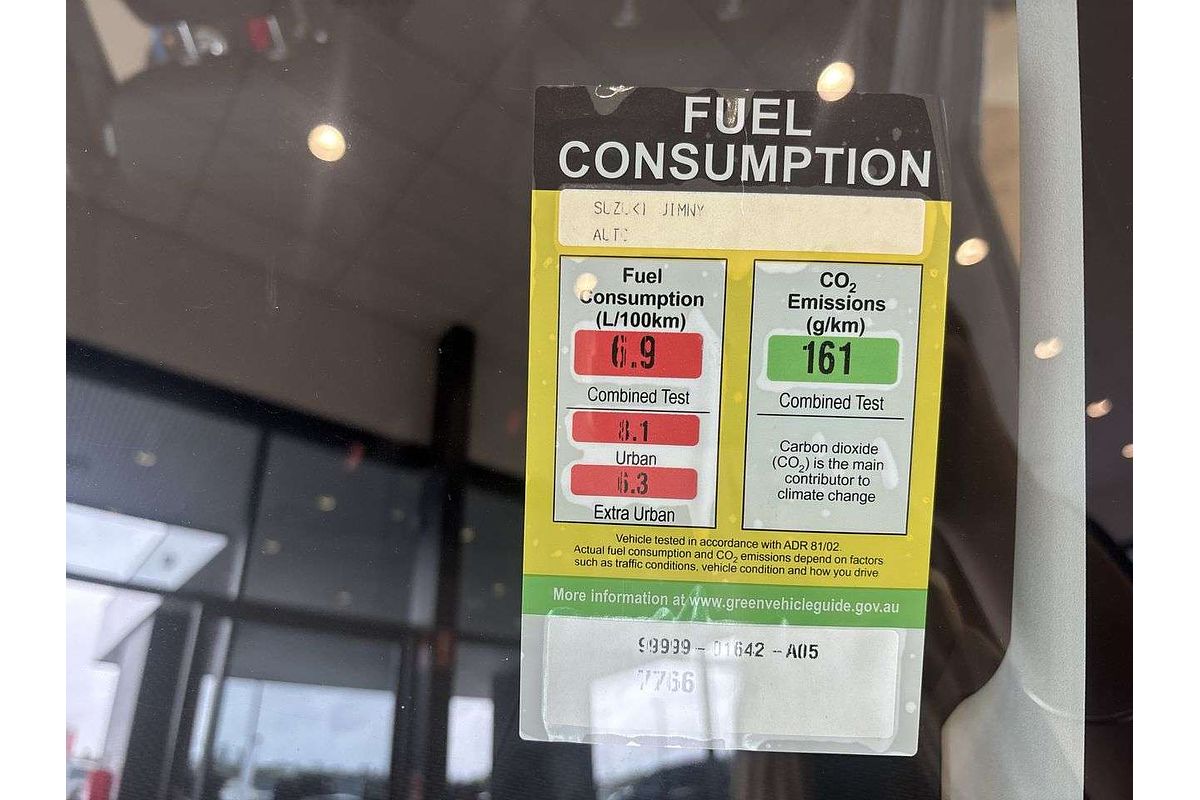 FUEL
CONSUMPTION
SUZUKI JIMNY
AUTO
Fuel
Consumption
(L/100km)
6.9
Combined Test
8.1
Urban
6.3
Extra Urban
CO₂
Emissions
(g/km)
161
Combined Test
Carbon dioxide
(CO₂) is the main
contributor to
climate change
Vehicle tested in accordance with ADR 81/02.
Actual fuel consumption and CO₂ emissions depend on factors
such as traffic conditions, vehicle condition and how you drive
More information at www.greenvehicleguide.gov.au
99999-01642-A05
7766